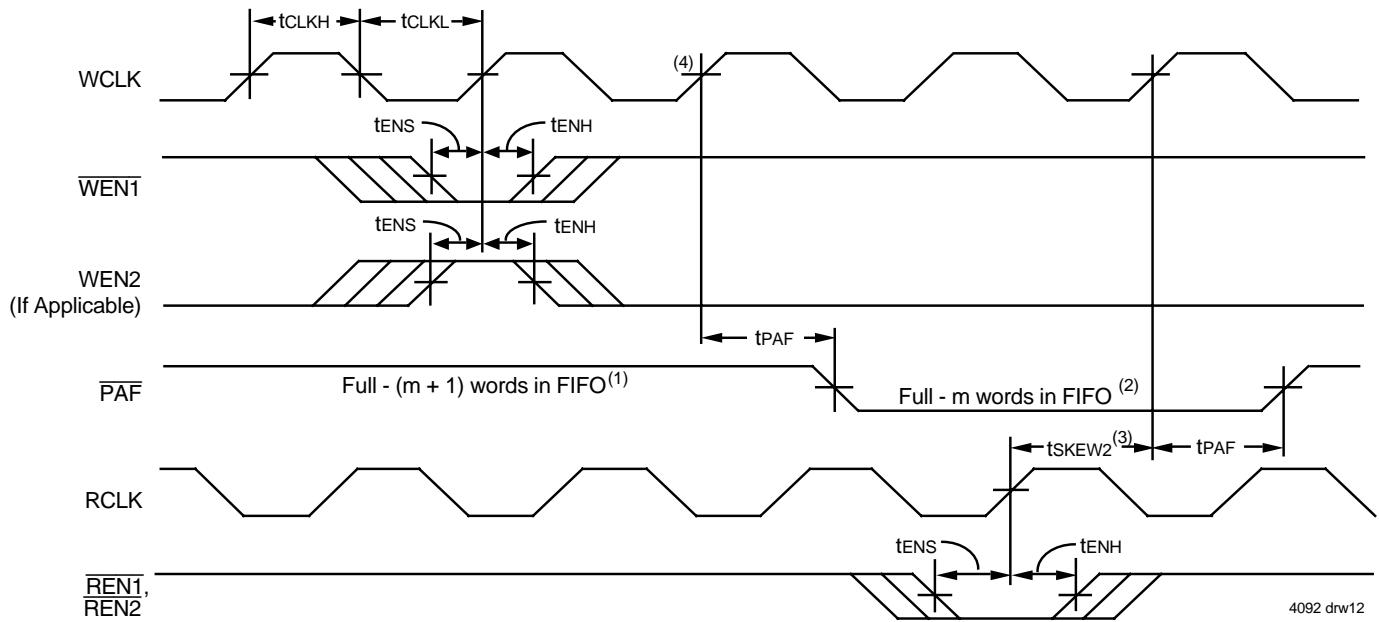 tCLKH
tCLKL
WCLK
(4)
tENS
tENH
WEN1
tENS
tENH
WEN2
(If Applicable)
tPAF
PAF
Full - (m + 1) words in FIFO(1)
Full - m words in FIFO (2)
tSKEW2(3)
tPAF
RCLK
tENS
tENH
REN1,
REN2
4092 drw12